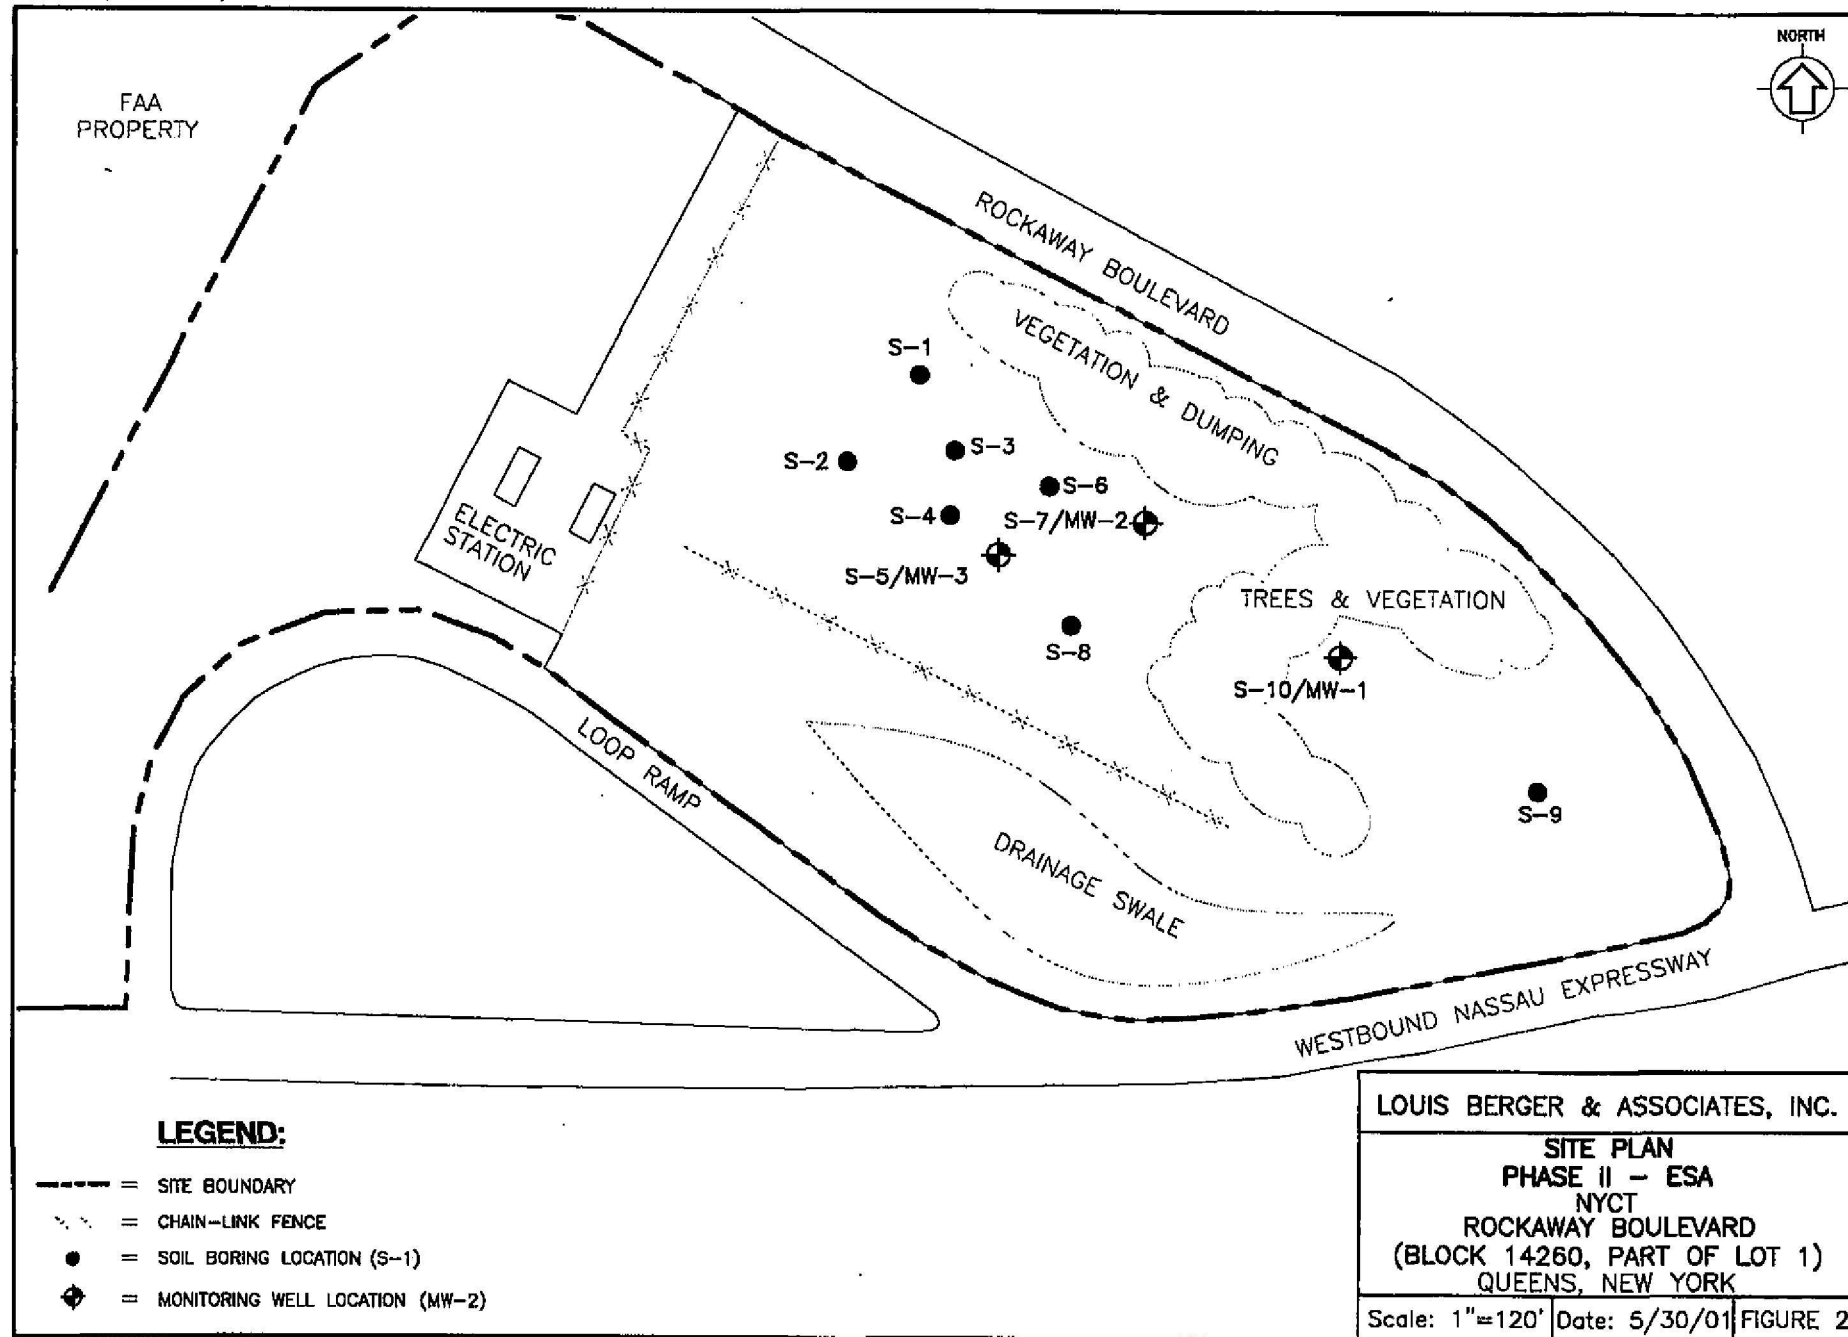 NORTH
FAA
PROPERTY
ROCKAWAY BOULEVARD
VEGETATION & DUMPING
S-1
S-2
S-3
S-6
S-4
S-7/MW-2
S-5/MW-3
ELECTRIC
STATION
TREES & VEGETATION
S-8
S-10/MW-1
LOOP RAMP
S-9
DRAINAGE SWALE
WESTBOUND NASSAU EXPRESSWAY
LEGEND:
= SITE BOUNDARY
= CHAIN-LINK FENCE
= SOIL BORING LOCATION (S-1)
= MONITORING WELL LOCATION (MW-2)
LOUIS BERGER & ASSOCIATES, INC.
SITE PLAN
PHASE II - ESA
NYCT
ROCKAWAY BOULEVARD
(BLOCK 14260, PART OF LOT 1)
QUEENS, NEW YORK
Scale: 1"=120' Date: 5/30/01 FIGURE 2